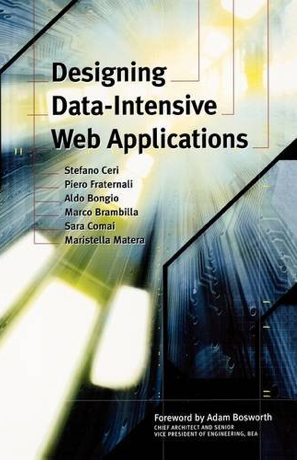 Designing
Data-Intensive
Web Applications
Stefano Ceri
Piero Fraternali
Aldo Bongio
Marco Brambilla
Sara Comai
Maristella Matera
Foreword by Adam Bosworth
CHIEF ARCHITECT AND SENIOR
VICE PRESIDENT OF ENGINEERING, BEA